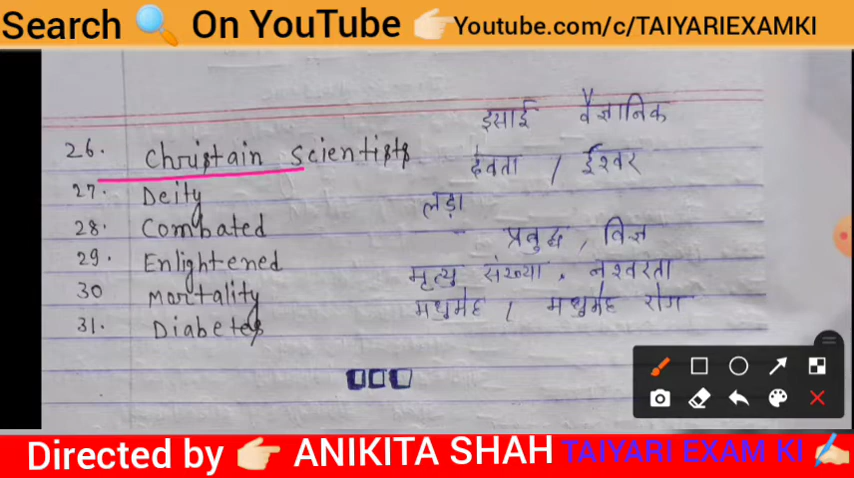 Search On YouTube Youtube.com/c/TAIYARIEXAMKI
26. Christain Scientists इसाई वैज्ञानिक
27. Deity देवता / ईश्वर
28. Combated लड़ा
29. Enlightened प्रबुद्ध, विज्ञ
30 Mortality मृत्यु संख्या, नश्वरता
31. Diabetes मधुमेह / मधुमेह रोग
Directed by ANIKITA SHAH TAIYARI EXAM KI